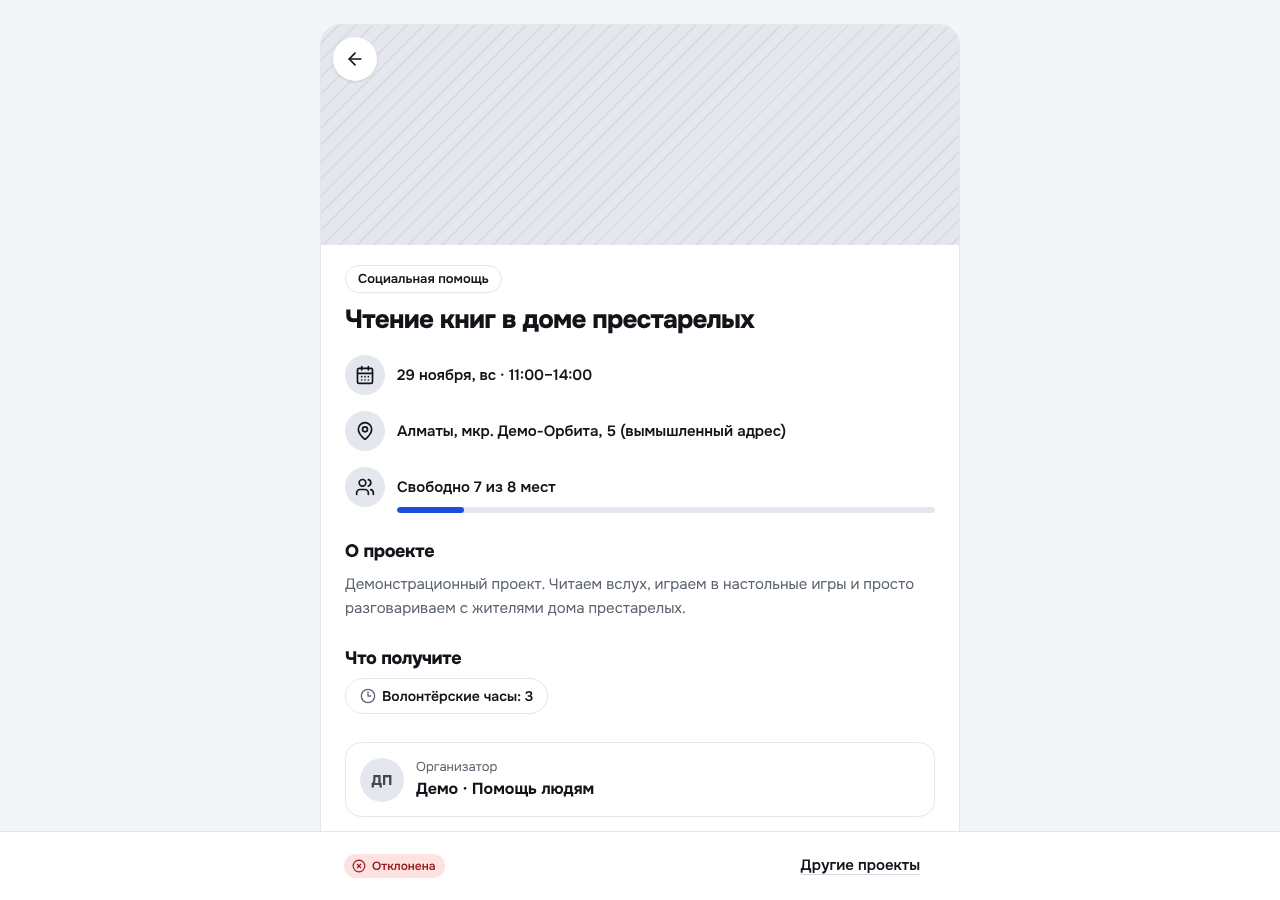 Социальная помощь
Чтение книг в доме престарелых
29 ноября, вс · 11:00–14:00
Алматы, мкр. Демо-Орбита, 5 (вымышленный адрес)
Свободно 7 из 8 мест
О проекте
Демонстрационный проект. Читаем вслух, играем в настольные игры и просто
разговариваем с жителями дома престарелых.
Что получите
Волонтёрские часы: 3
ДП
Организатор
Демо · Помощь людям
Отклонена
Другие проекты